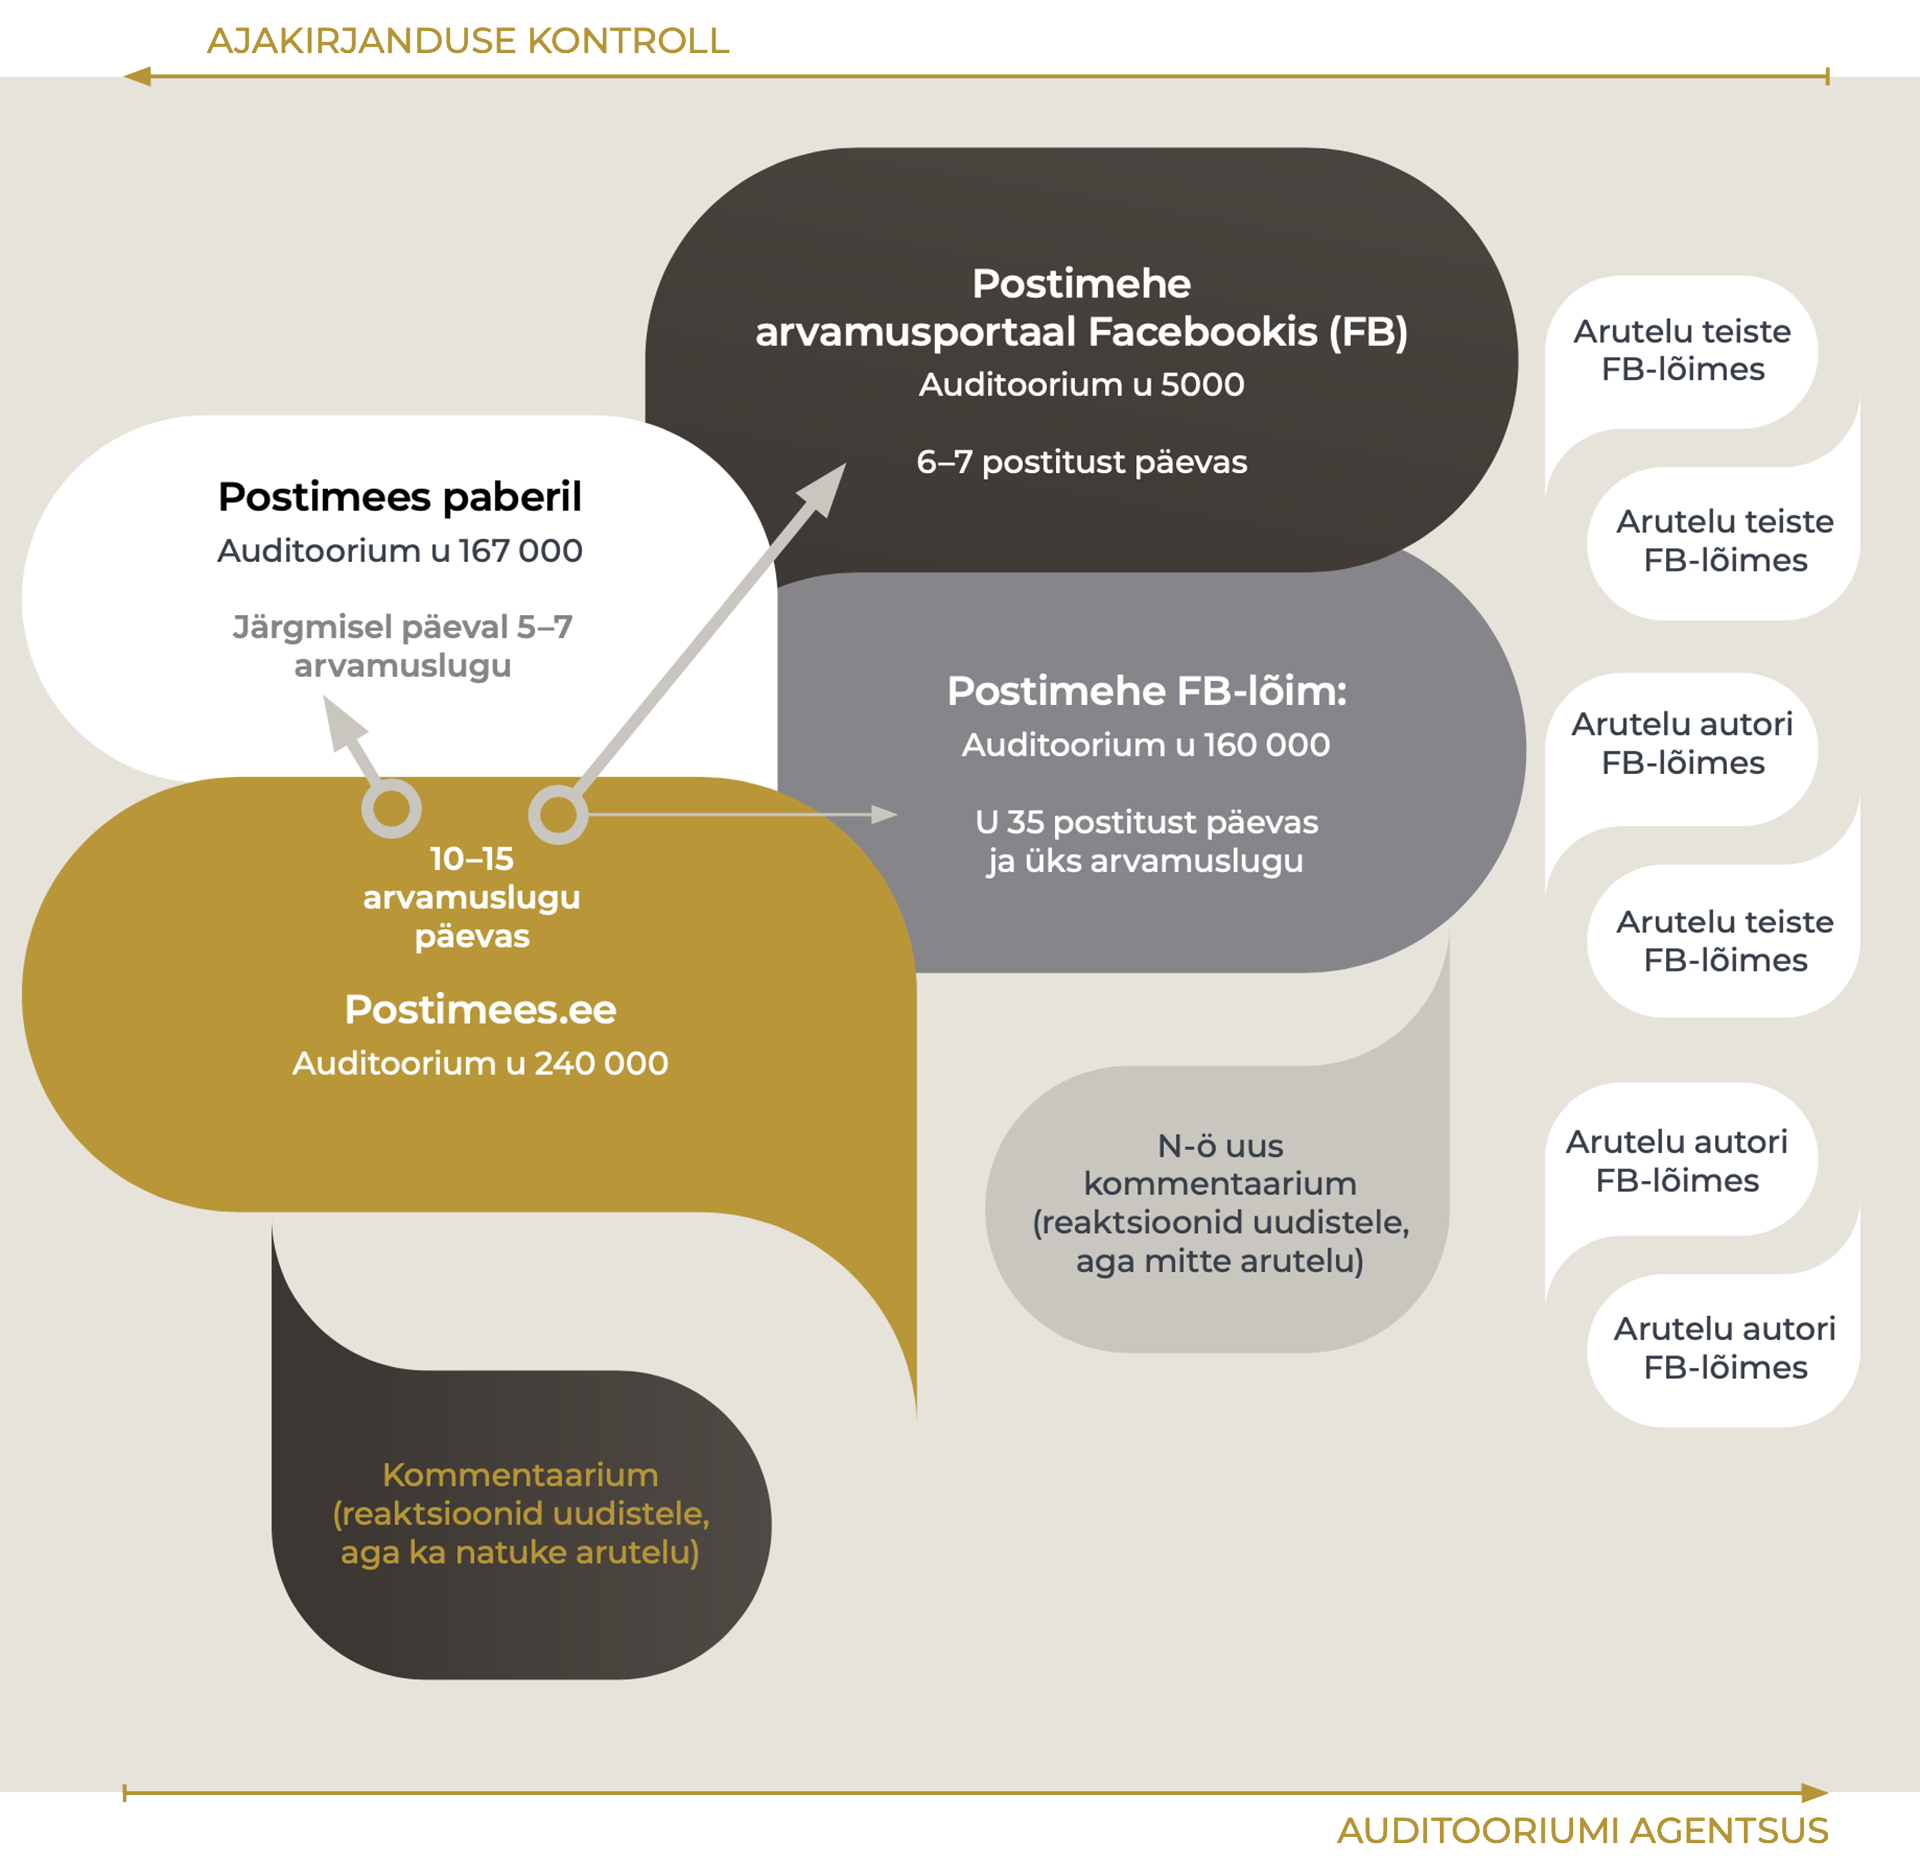 AJAKIRJANDUSE KONTROLL
Postimehe
arvamusportaal Facebookis (FB)
Auditoorium u 5000
6–7 postitust päevas
Postimees paberil
Auditoorium u 167 000
Järgmisel päeval 5–7
arvamuslugu
Postimehe FB-lõim:
Auditoorium u 160 000
U 35 postitust päevas
ja üks arvamuslugu
10–15
arvamuslugu
päevas
Postimees.ee
Auditoorium u 240 000
N-ö uus
kommentaarium
(reaktsioonid uudistele,
aga mitte arutelu)
Kommentaarium
(reaktsioonid uudistele,
aga ka natuke arutelu)
Arutelu teiste
FB-lõimes
Arutelu teiste
FB-lõimes
Arutelu autori
FB-lõimes
Arutelu teiste
FB-lõimes
Arutelu autori
FB-lõimes
Arutelu autori
FB-lõimes
AUDITOORIUMI AGENTSUS